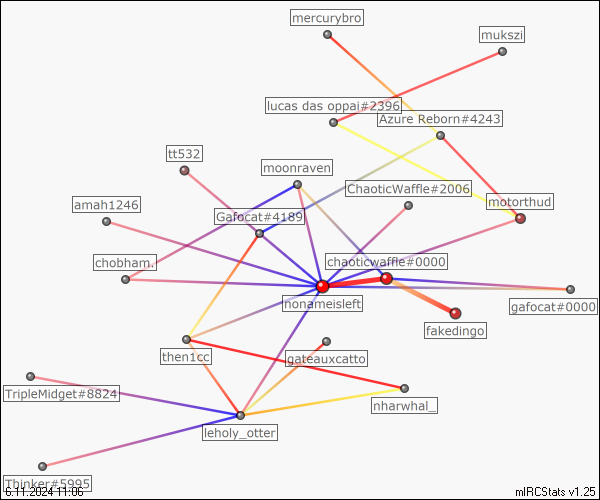 mercurybro
mukszi
lucas das oppai#2396
Azure Reborn#4243
tt532
moonraven
ChaoticWaffle#2006
amah1246
motorthud
Gafocat#4189
chobham.
chaoticwaffle#0000
nonameisleft
gafocat#0000
fakedingo
then1cc
gateauxcatto
TripleMidget#8824
nharwhal_
leholy_otter
Thinker#5995
6.11.2024 11:06
mIRCStats v1.25